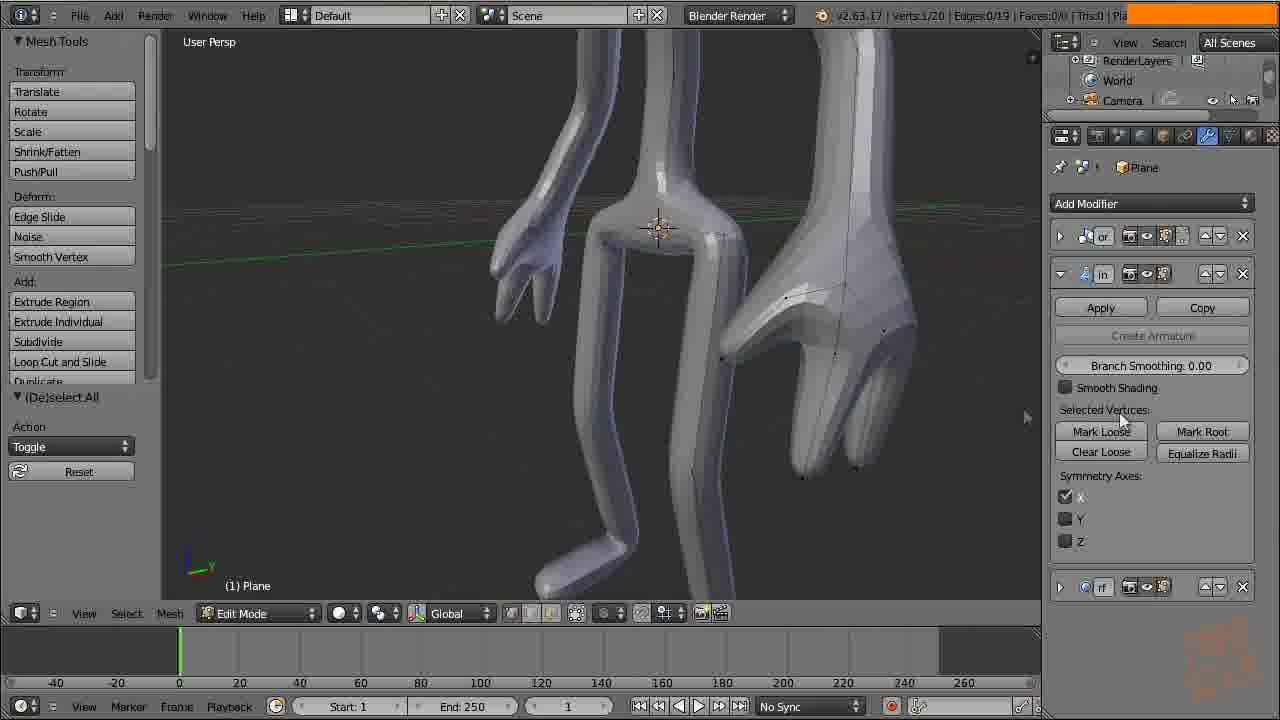 File Add Render Window Help Default Scene Blender Render v2.63.17 | Verts:1/20 | Edges:0/19 | Faces:0/0 | Tris:0 | Pla
Mesh Tools
Transform:
Translate
Rotate
Scale
Shrink/Fatten
Push/Pull
Deform:
Edge Slide
Noise
Smooth Vertex
Add:
Extrude Region
Extrude Individual
Subdivide
Loop Cut and Slide
Duplicate
(De)select All
Action
Toggle
Reset
User Persp
(1) Plane
View Search All Scenes
RenderLayers
World
Camera
Plane
Add Modifier
or
in
Apply Copy
Create Armature
Branch Smoothing: 0.00
Smooth Shading
Selected Vertices:
Mark Loose Mark Root
Clear Loose Equalize Radii
Symmetry Axes:
X
Y
Z
rf
View Select Mesh Edit Mode Global
-40 -20 0 20 40 60 80 100 120 140 160 180 200 220 240 260
View Marker Frame Playback Start: 1 End: 250 1 No Sync